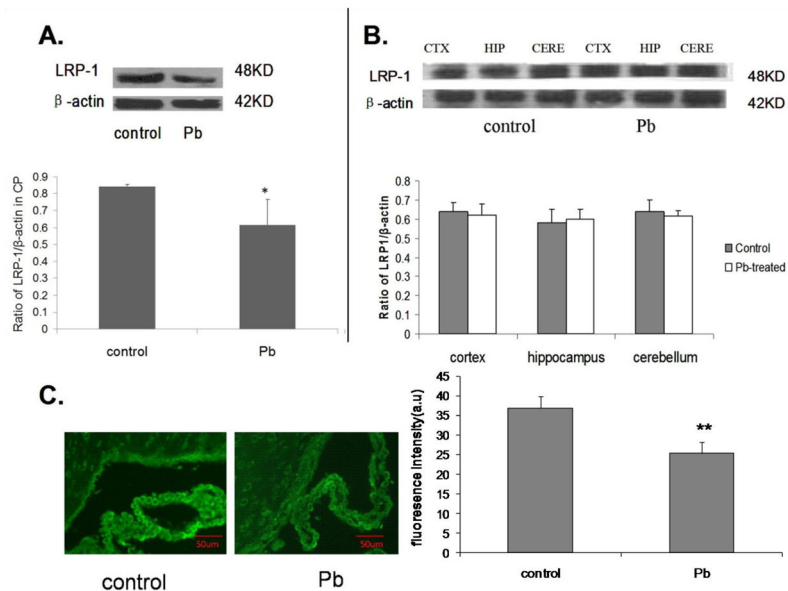 A.
LRP-1 48KD
β-actin 42KD
control Pb
Ratio of LRP-1/β-actin in CP
0.9
0.8
0.7
0.6
0.5
0.4
0.3
0.2
0.1
0
*
control Pb
B.
CTX HIP CERE CTX HIP CERE
LRP-1 48KD
β-actin 42KD
control Pb
Ratio of LRP1/β-actin
0.8
0.7
0.6
0.5
0.4
0.3
0.2
0.1
0
Control
Pb-treated
cortex hippocampus cerebellum
C.
50um 50um
control Pb
fluoresence intensity(a.u)
45
40
35
30
25
20
15
10
5
0
**
control Pb